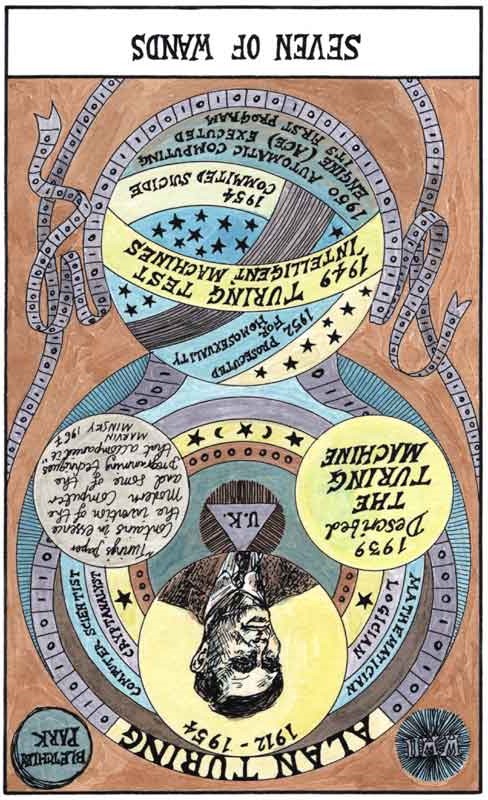 WWII
ALAN TURING
BLETCHLEY
PARK
1912 - 1954
MATHEMATICIAN
LOGICIAN
COMPUTER SCIENTIST
CRYPTANALYST
U.K.
1939
Described
THE
TURING
MACHINE
"Turing's paper
Contains in essence
the invention of the
Modern Computer
and some of the
programming techniques
that accompanied it"
MARVIN
MINSKY 1967
1952 PROSECUTED
FOR HOMOSEXUALITY
1949 TURING TEST
"INTELLIGENT MACHINES"
1954
COMMITED SUICIDE
1950 AUTOMATIC COMPUTING
ENGINE (ACE) EXECUTED
ITS FIRST PROGRAM
SEVEN OF WANDS